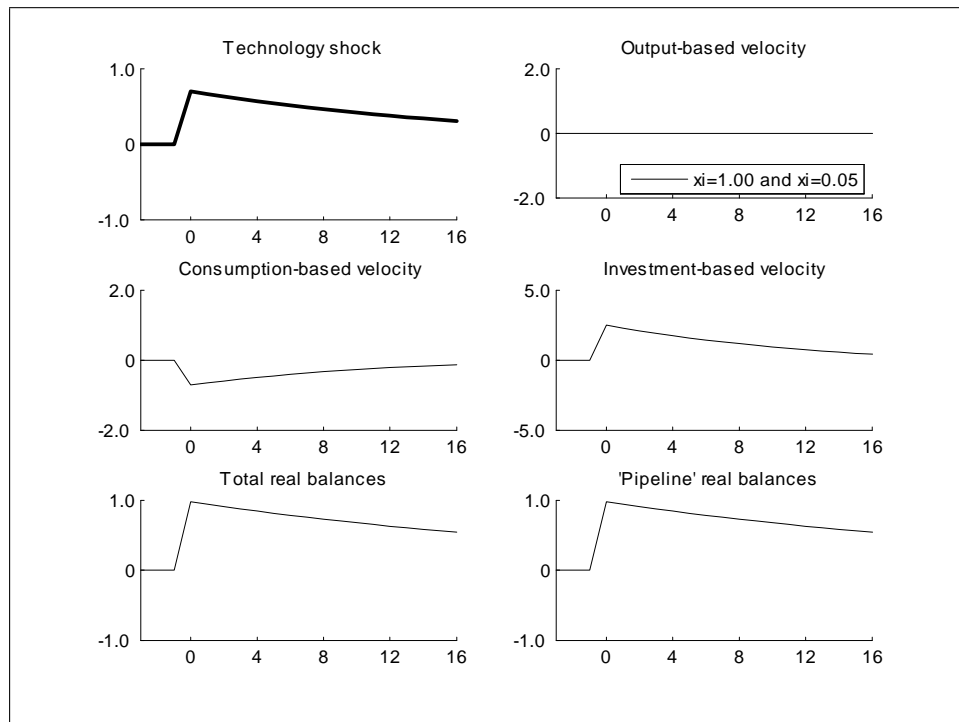 Technology shock
1.0
0
-1.0
0 4 8 12 16
Output-based velocity
2.0
0
-2.0
xi=1.00 and xi=0.05
0 4 8 12 16
Consumption-based velocity
2.0
0
-2.0
0 4 8 12 16
Investment-based velocity
5.0
0
-5.0
0 4 8 12 16
Total real balances
1.0
0
-1.0
0 4 8 12 16
'Pipeline' real balances
1.0
0
-1.0
0 4 8 12 16